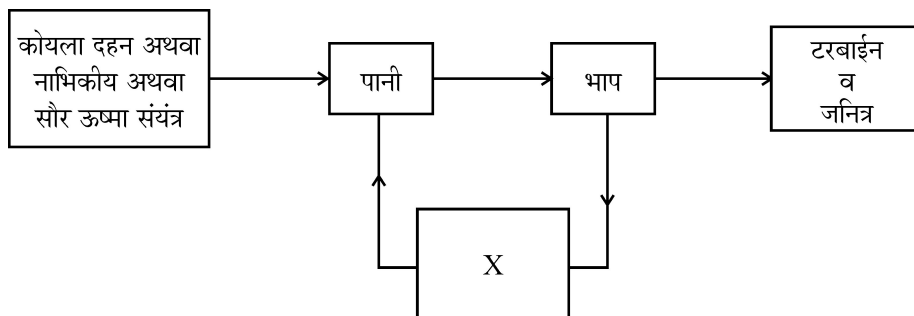 कोयला दहन अथवा
नाभिकीय अथवा
सौर ऊष्मा संयंत्र
पानी
भाप
टरबाईन
व
जनित्र
X